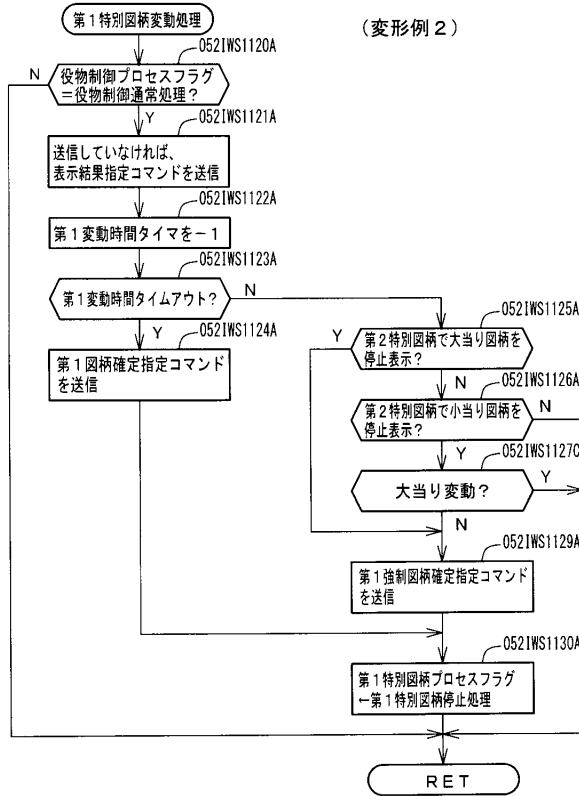 第１特別図柄変動処理
（変形例２）
052IWS1120A
N
役物制御プロセスフラグ
＝役物制御通常処理？
Y
052IWS1121A
送信していなければ、
表示結果指定コマンドを送信
052IWS1122A
第１変動時間タイマを－１
052IWS1123A
第１変動時間タイムアウト？
N
Y
052IWS1124A
第１図柄確定指定コマンド
を送信
052IWS1125A
Y
第２特別図柄で大当り図柄を
停止表示？
N
052IWS1126A
第２特別図柄で小当り図柄を
停止表示？
N
Y
052IWS1127C
大当り変動？
Y
N
052IWS1129A
第１強制図柄確定指定コマンド
を送信
052IWS1130A
第１特別図柄プロセスフラグ
←第１特別図柄停止処理
ＲＥＴ